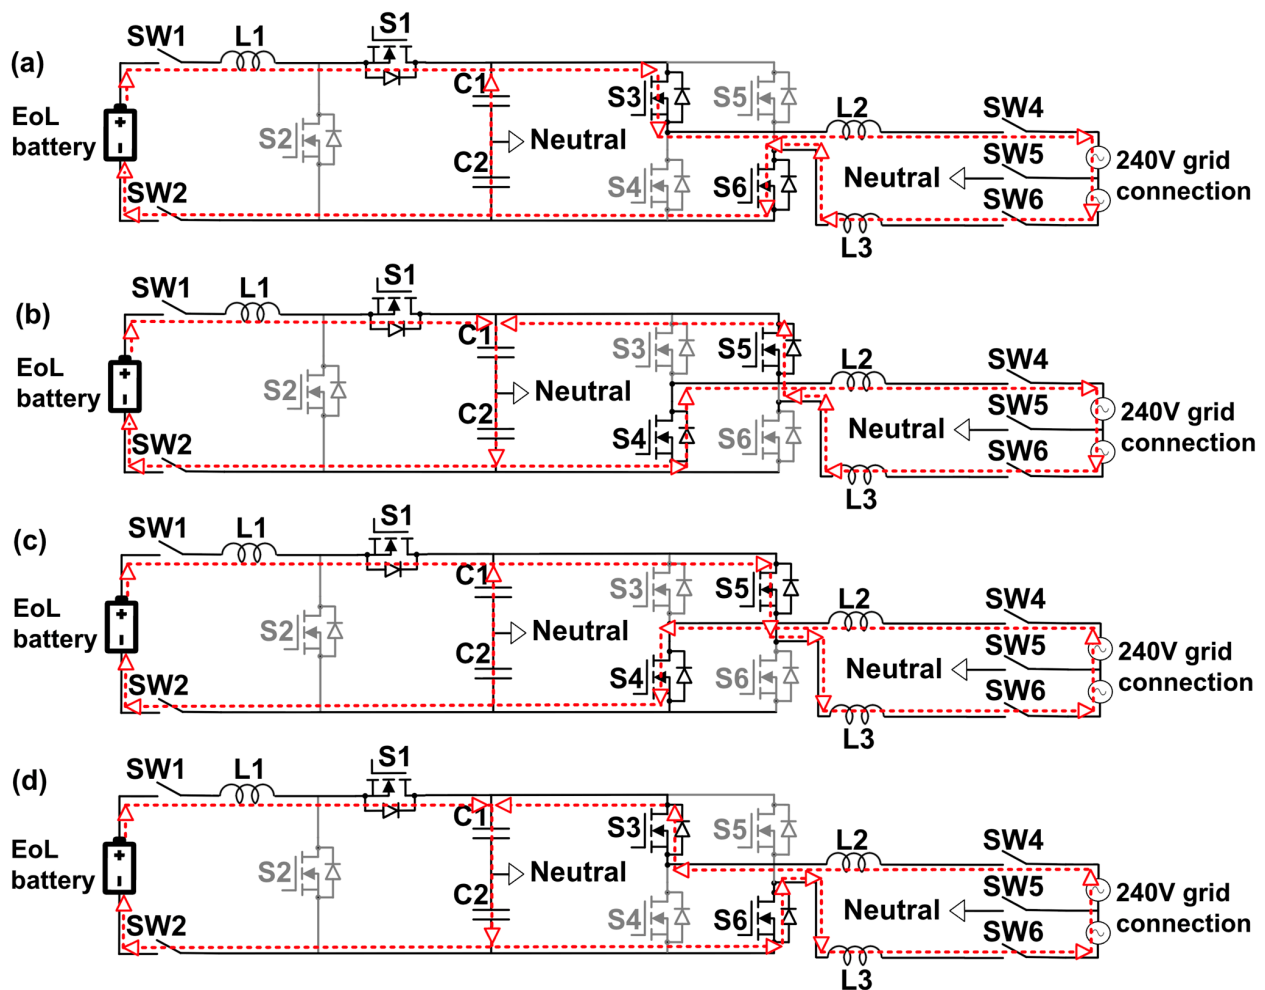 (a)
SW1
L1
S1
EoL
battery
+
-
S2
SW2
C1
C2
Neutral
S3
S5
S4
S6
L2
SW4
SW5
Neutral
SW6
L3
240V grid
connection
(b)
SW1
L1
S1
EoL
battery
+
-
S2
SW2
C1
C2
Neutral
S3
S5
S4
S6
L2
SW4
SW5
Neutral
SW6
L3
240V grid
connection
(c)
SW1
L1
S1
EoL
battery
+
-
S2
SW2
C1
C2
Neutral
S3
S5
S4
S6
L2
SW4
SW5
Neutral
SW6
L3
240V grid
connection
(d)
SW1
L1
S1
EoL
battery
+
-
S2
SW2
C1
C2
Neutral
S3
S5
S4
S6
L2
SW4
SW5
Neutral
SW6
L3
240V grid
connection